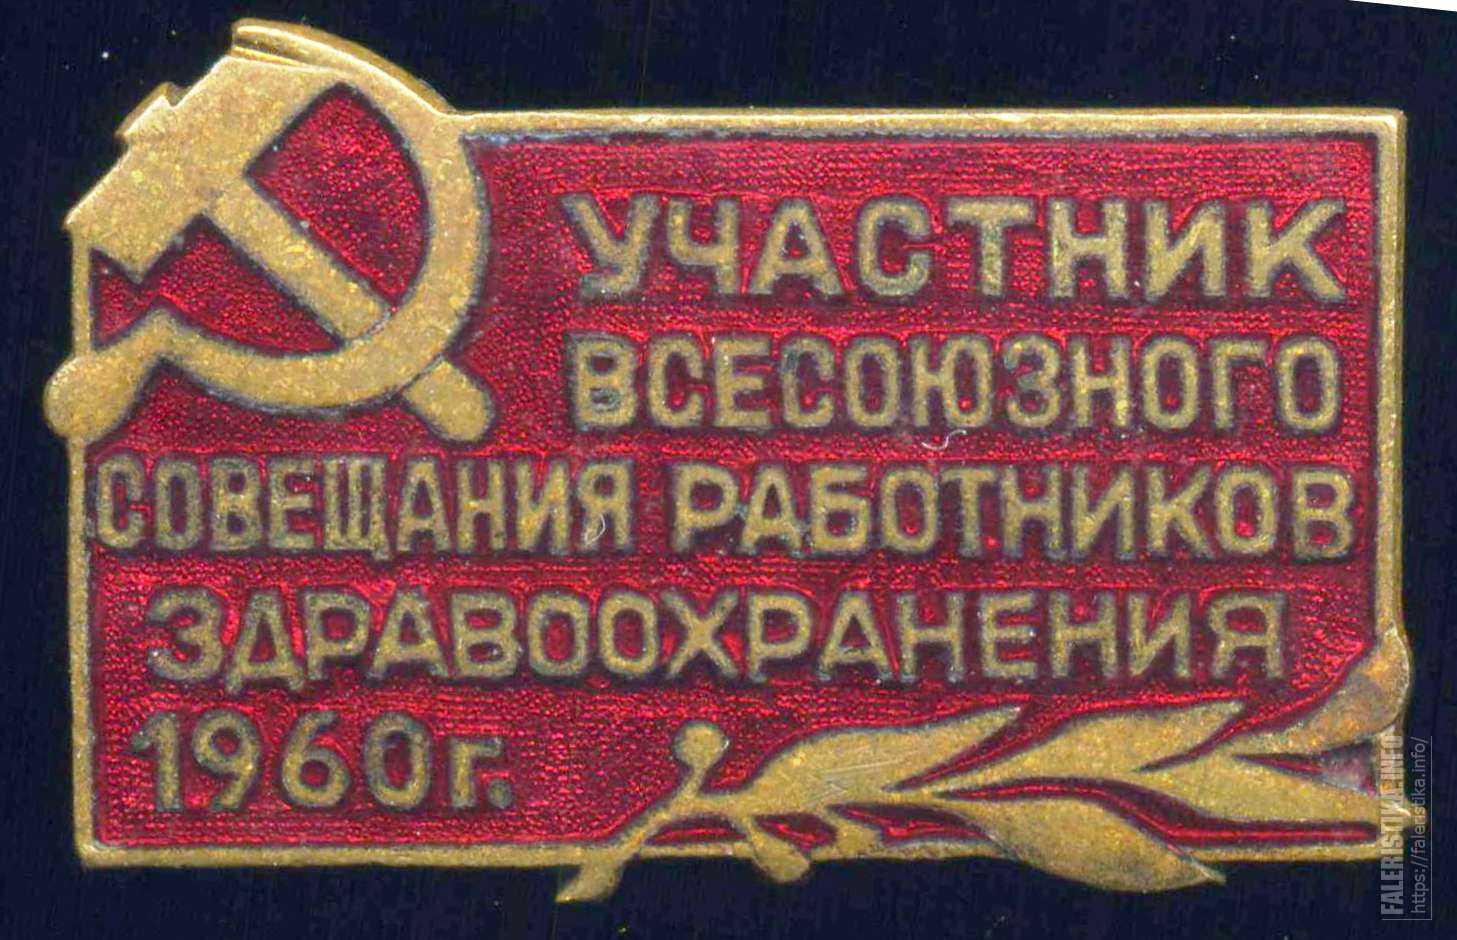 УЧАСТНИК
ВСЕСОЮЗНОГО
СОВЕЩАНИЯ РАБОТНИКОВ
ЗДРАВООХРАНЕНИЯ
1960г.
FALERISTIKA.INFO
https://faleristika.info/